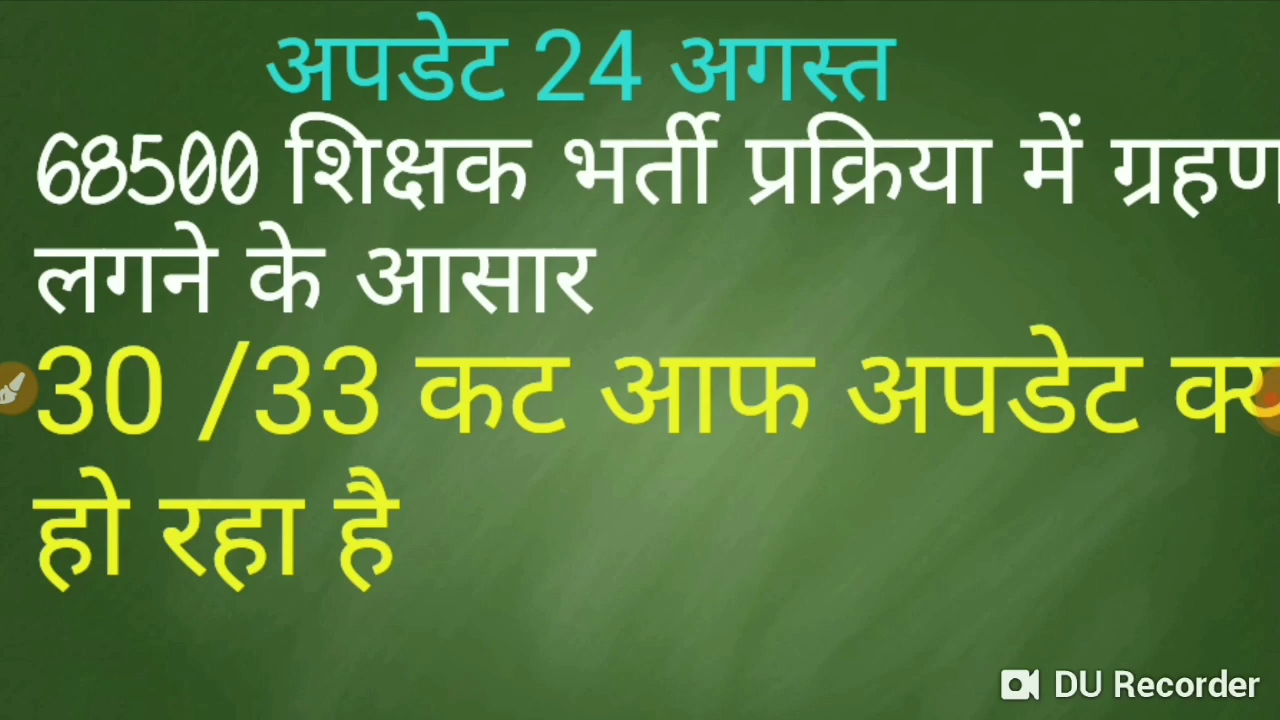 अपडेट 24 अगस्त
68500 शिक्षक भर्ती प्रक्रिया में ग्रहण
लगने के आसार
30 /33 कट आफ अपडेट
हो रहा है
DU Recorder